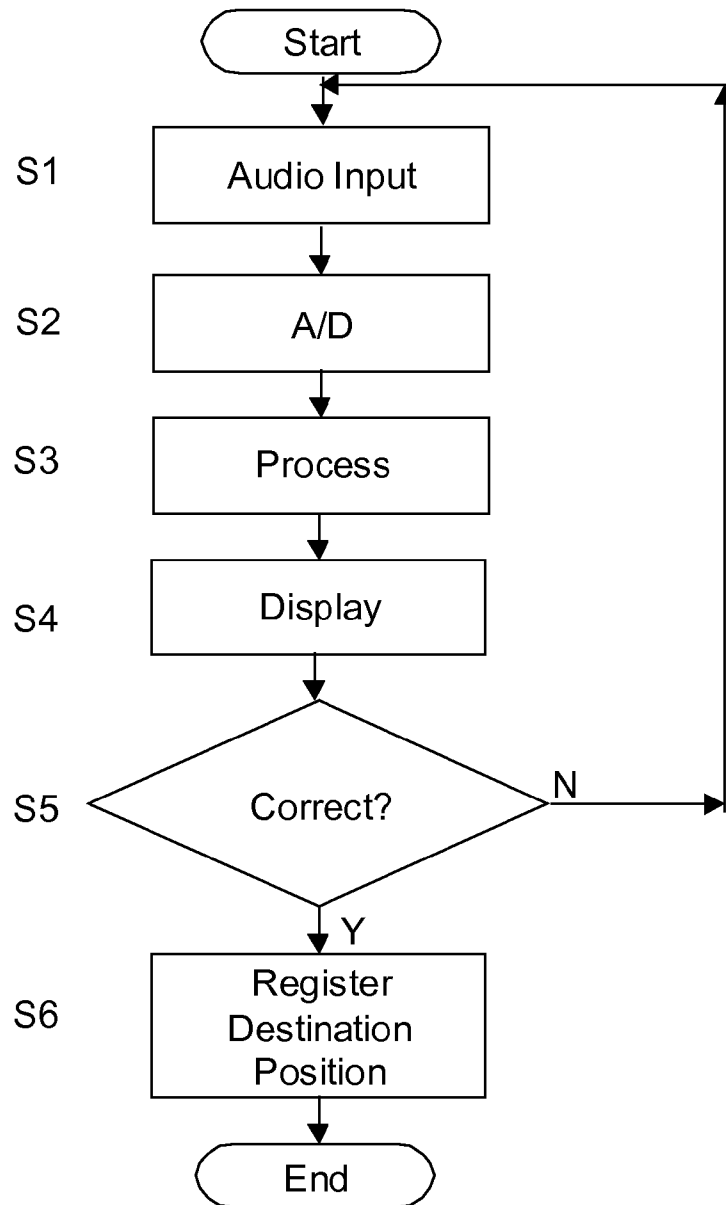 Start
S1
Audio Input
S2
A/D
S3
Process
S4
Display
S5
Correct?
N
Y
S6
Register
Destination
Position
End